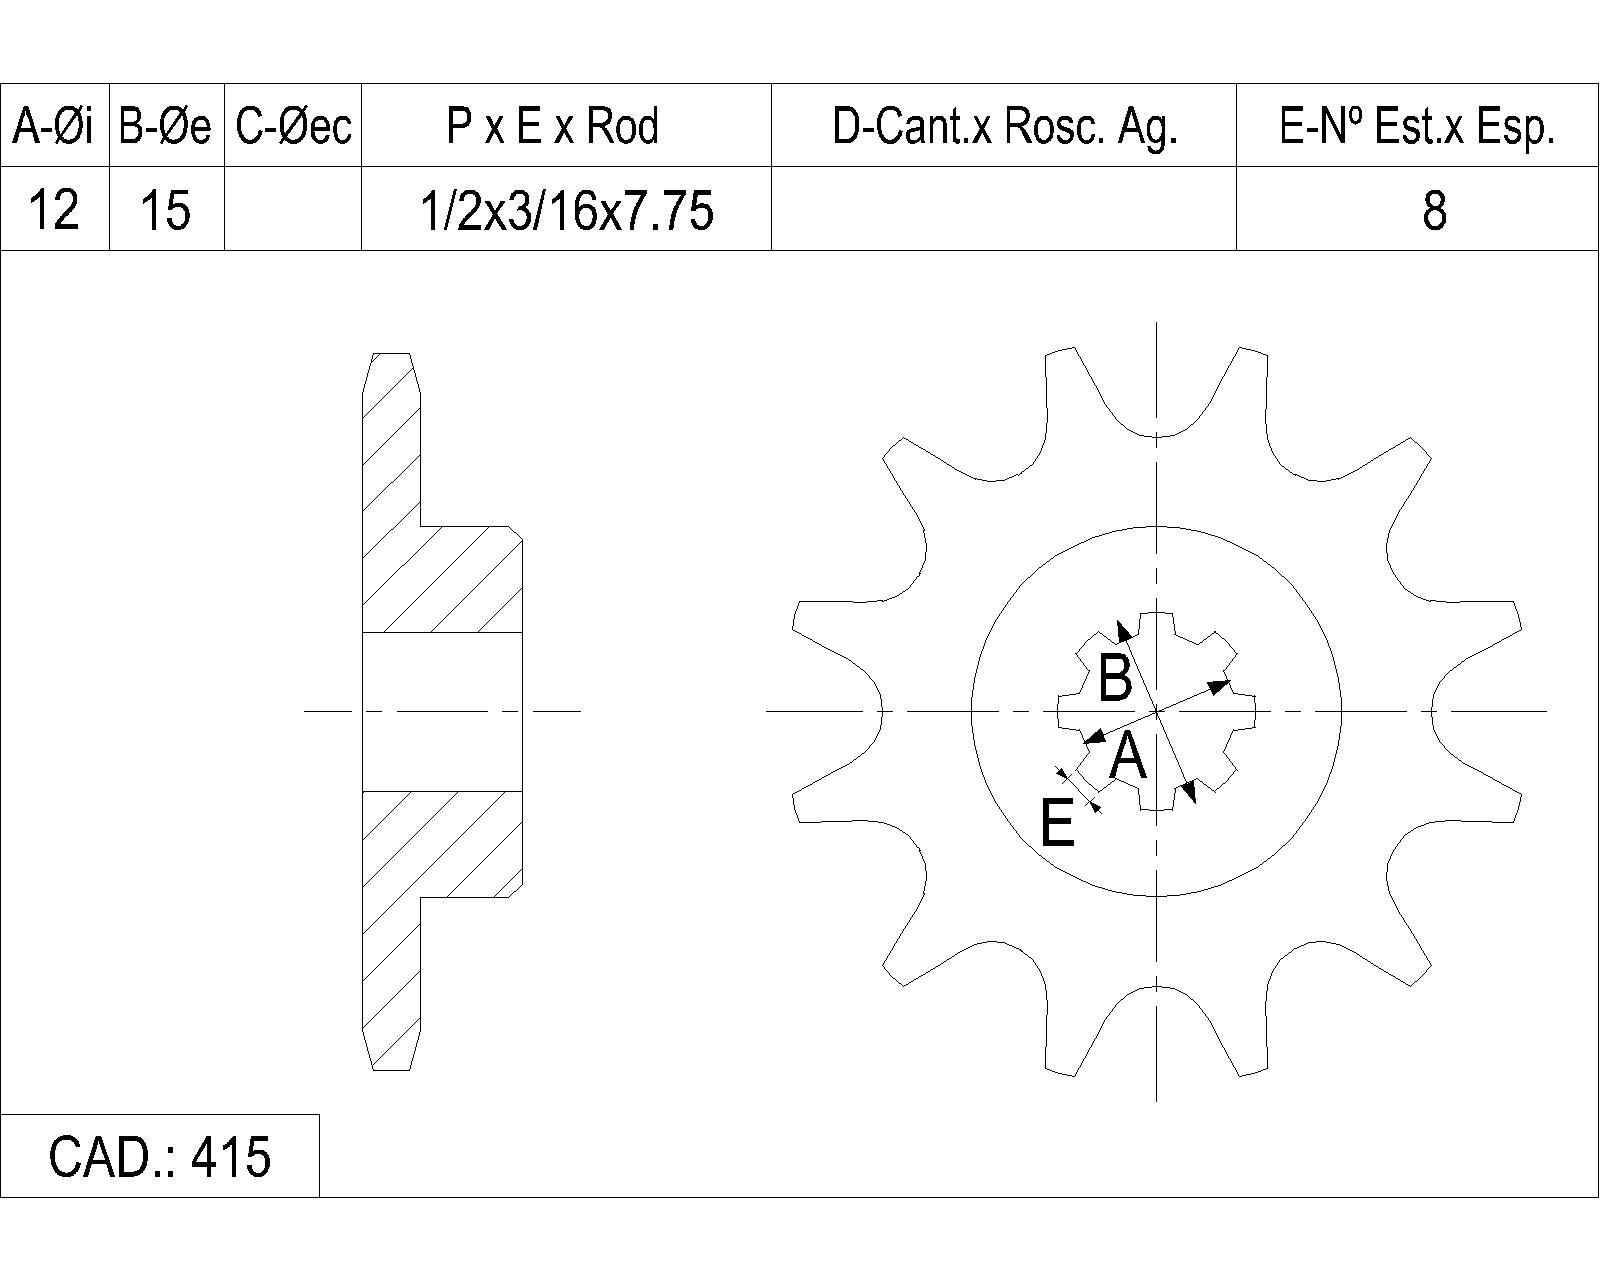 A-Øi B-Øe C-Øec P x E x Rod D-Cant.x Rosc. Ag. E-Nº Est.x Esp.
12 15 1/2x3/16x7.75 8
B
A
E
CAD.: 415